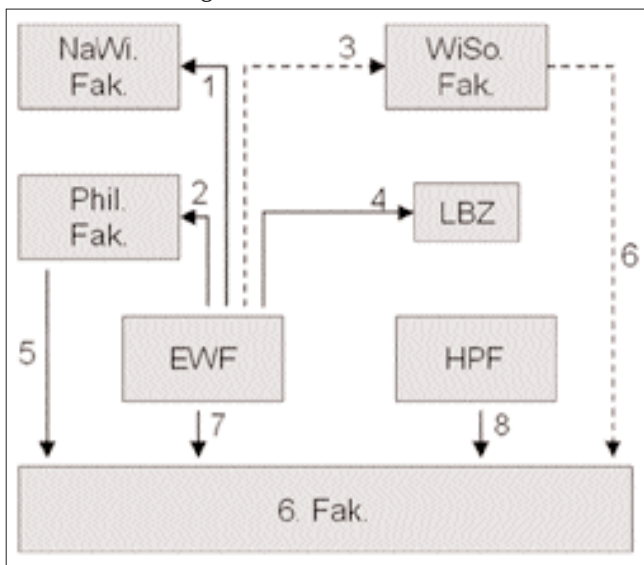 NaWi.
Fak.
1
3
WiSo.
Fak.
Phil.
Fak.
2
4
LBZ
6
5
EWF
HPF
7
8
6. Fak.